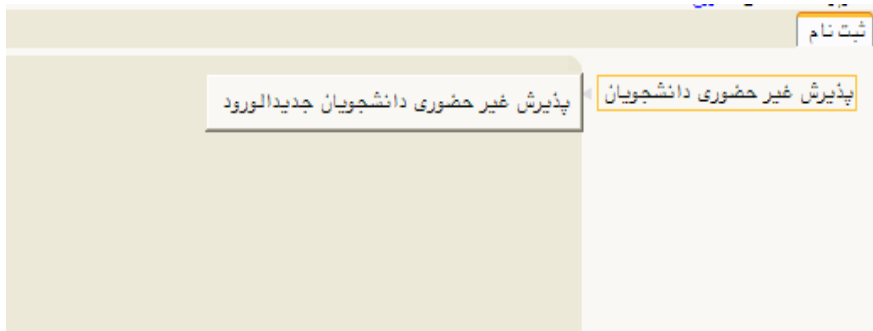 ثبت نام
پذیرش غیر حضوری دانشجویان
پذیرش غیر حضوری دانشجویان جدیدالورود